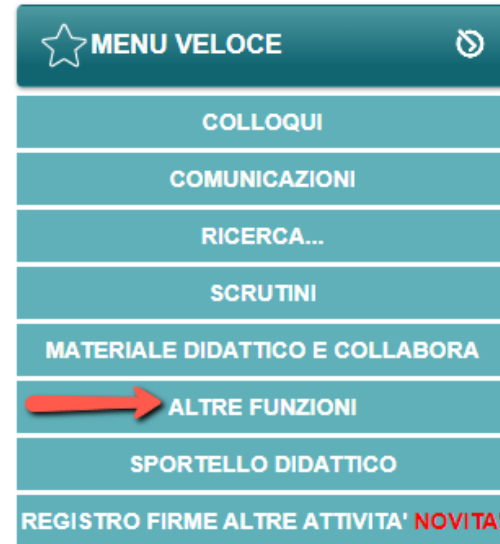 MENU VELOCE
COLLOQUI
COMUNICAZIONI
RICERCA...
SCRUTINI
MATERIALE DIDATTICO E COLLABORA
ALTRE FUNZIONI
SPORTELLO DIDATTICO
REGISTRO FIRME ALTRE ATTIVITA' NOVITA'